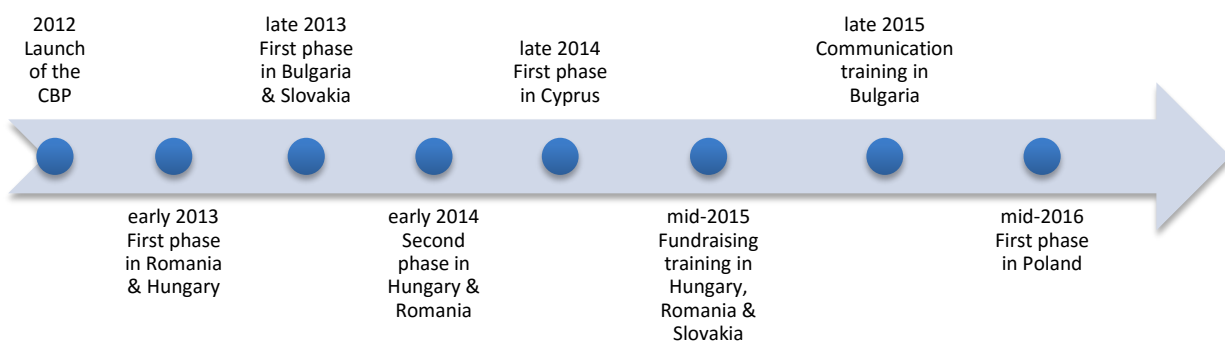 2012
Launch
of the
CBP
early 2013
First phase
in Romania
& Hungary
late 2013
First phase
in Bulgaria
& Slovakia
early 2014
Second
phase in
Hungary &
Romania
late 2014
First phase
in Cyprus
mid-2015
Fundraising
training in
Hungary,
Romania &
Slovakia
late 2015
Communication
training in
Bulgaria
mid-2016
First phase
in Poland